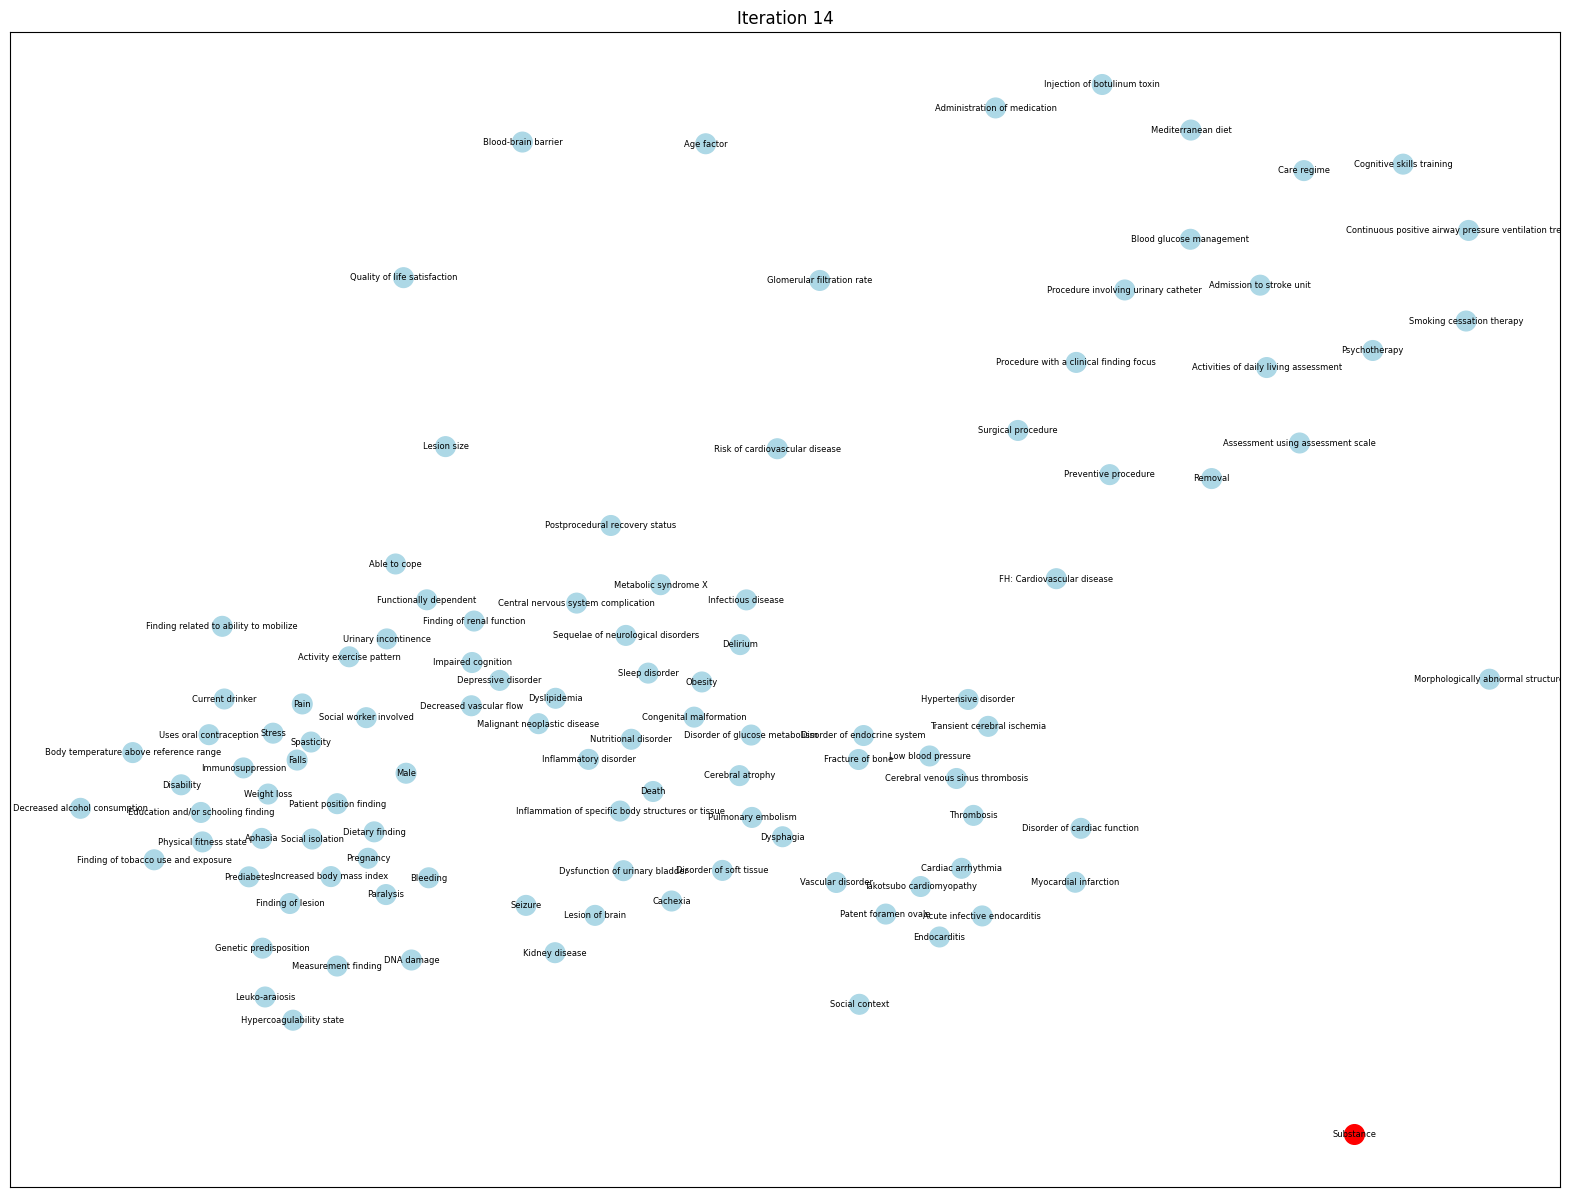 Iteration 14
Injection of botulinum toxin
Administration of medication
Mediterranean diet
Blood-brain barrier
Age factor
Cognitive skills training
Care regime
Continuous positive airway pressure ventilation tre
Blood glucose management
Quality of life satisfaction
Glomerular filtration rate
Admission to stroke unit
Procedure involving urinary catheter
Smoking cessation therapy
Psychotherapy
Procedure with a clinical finding focus
Activities of daily living assessment
Surgical procedure
Assessment using assessment scale
Lesion size
Risk of cardiovascular disease
Preventive procedure
Removal
Postprocedural recovery status
Able to cope
FH: Cardiovascular disease
Metabolic syndrome X
Functionally dependent
Central nervous system complication
Infectious disease
Finding of renal function
Finding related to ability to mobilize
Sequelae of neurological disorders
Urinary incontinence
Delirium
Activity exercise pattern
Impaired cognition
Sleep disorder
Morphologically abnormal structure
Depressive disorder
Obesity
Current drinker
Dyslipidemia
Hypertensive disorder
Pain
Decreased vascular flow
Social worker involved
Congenital malformation
Malignant neoplastic disease
Transient cerebral ischemia
Stress
Uses oral contraception
Disorder of glucose metabolism
Disorder of endocrine system
Nutritional disorder
Spasticity
Body temperature above reference range
Low blood pressure
Falls
Inflammatory disorder
Fracture of bone
Immunosuppression
Male
Cerebral atrophy
Cerebral venous sinus thrombosis
Disability
Death
Weight loss
Patient position finding
Decreased alcohol consumption
Education and/or schooling finding
Inflammation of specific body structures or tissue
Thrombosis
Pulmonary embolism
Disorder of cardiac function
Dietary finding
Dysphagia
Aphasia
Social isolation
Physical fitness state
Pregnancy
Finding of tobacco use and exposure
Cardiac arrhythmia
Dysfunction of urinary bladder
Disorder of soft tissue
Prediabetes
Increased body mass index
Bleeding
Vascular disorder
Myocardial infarction
Takotsubo cardiomyopathy
Paralysis
Cachexia
Finding of lesion
Seizure
Patent foramen ovale
Lesion of brain
Acute infective endocarditis
Endocarditis
Genetic predisposition
Kidney disease
DNA damage
Measurement finding
Leuko-araiosis
Social context
Hypercoagulability state
Substance